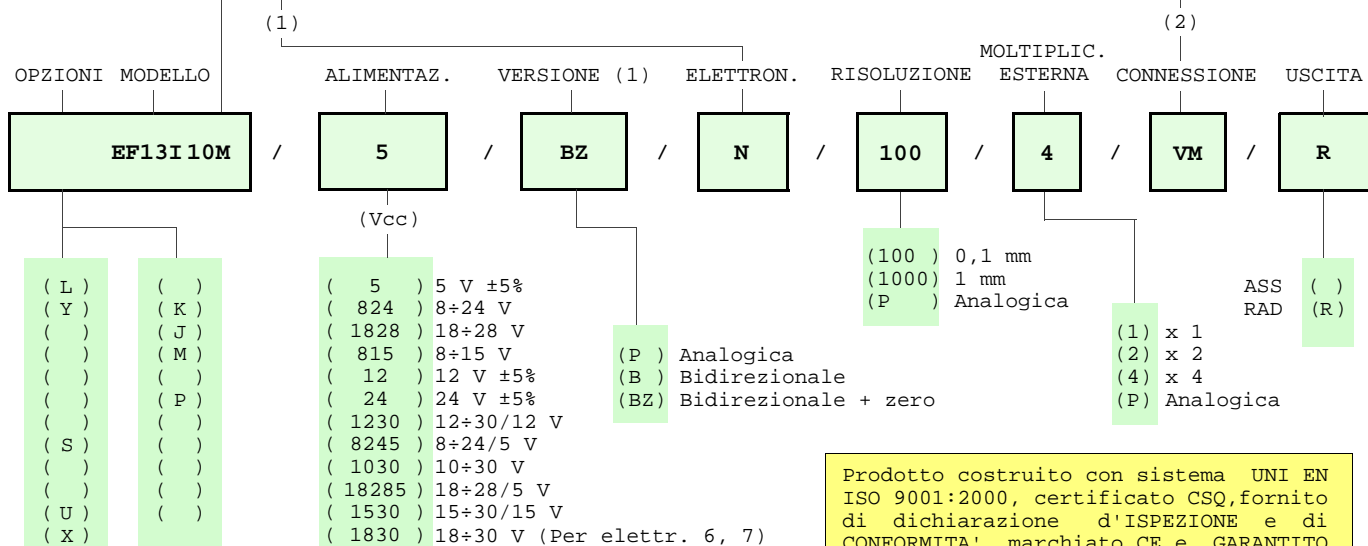 (1) (2)
MOLTIPLIC.
OPZIONI MODELLO ALIMENTAZ. VERSIONE (1) ELETTRON. RISOLUZIONE ESTERNA CONNESSIONE USCITA
EF13I10M / 5 / BZ / N / 100 / 4 / VM / R
(Vcc)
(100 ) 0,1 mm
(1000) 1 mm
(P ) Analogica
ASS ( )
RAD (R)
(L) ( ) ( 5 ) 5 V ±5%
(Y) (K) ( 824 ) 8÷24 V
( ) (J) ( 1828 ) 18÷28 V
( ) (M) ( 815 ) 8÷15 V
( ) ( ) ( 12 ) 12 V ±5%
( ) (P) ( 24 ) 24 V ±5%
( ) ( ) ( 1230 ) 12÷30/12 V
(S) ( ) ( 8245 ) 8÷24/5 V
( ) ( ) ( 1030 ) 10÷30 V
( ) ( ) ( 18285 ) 18÷28/5 V
(U) ( ) ( 1530 ) 15÷30/15 V
(X) ( 1830 ) 18÷30 V (Per elettr. 6, 7)
(P ) Analogica
(B ) Bidirezionale
(BZ) Bidirezionale + zero
(1) x 1
(2) x 2
(4) x 4
(P) Analogica
Prodotto costruito con sistema UNI EN
ISO 9001:2000, certificato CSQ,fornito
di dichiarazione d'ISPEZIONE e di
CONFORMITA', marchiato CE e GARANTITO